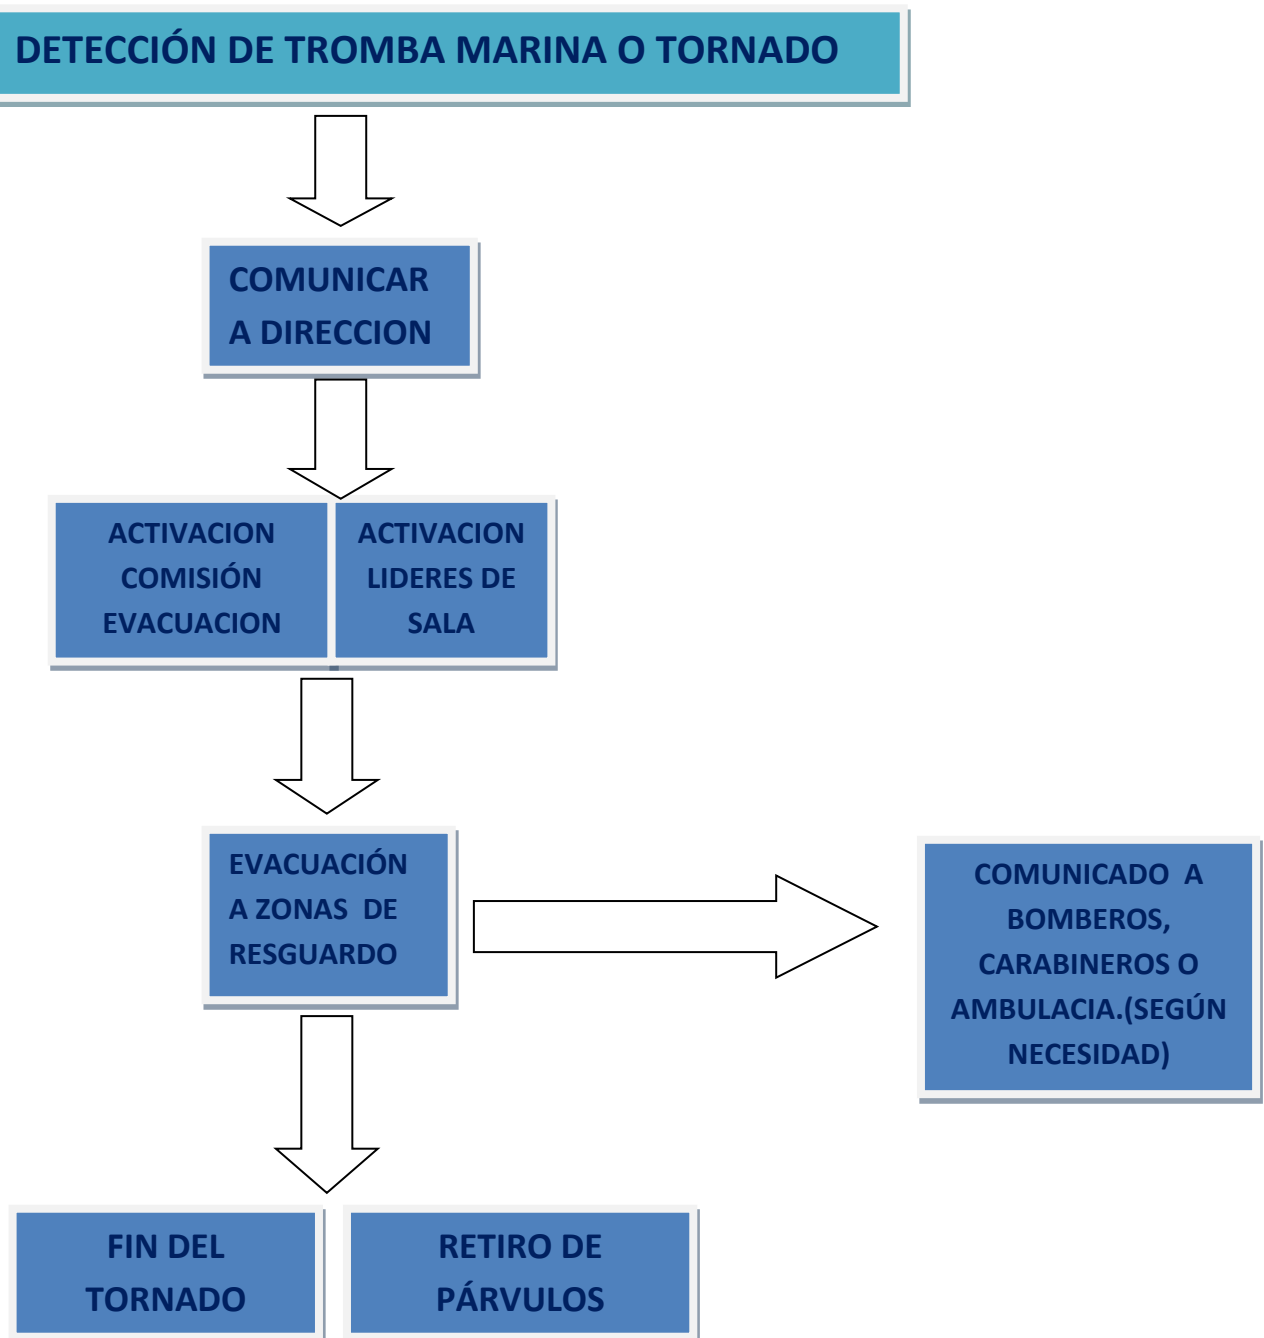 DETECCIÓN DE TROMBA MARINA O TORNADO
COMUNICAR
A DIRECCION
ACTIVACION
COMISIÓN
EVACUACION
ACTIVACION
LIDERES DE
SALA
EVACUACIÓN
A ZONAS DE
RESGUARDO
COMUNICADO A
BOMBEROS,
CARABINEROS O
AMBULACIA.(SEGÚN
NECESIDAD)
FIN DEL
TORNADO
RETIRO DE
PÁRVULOS